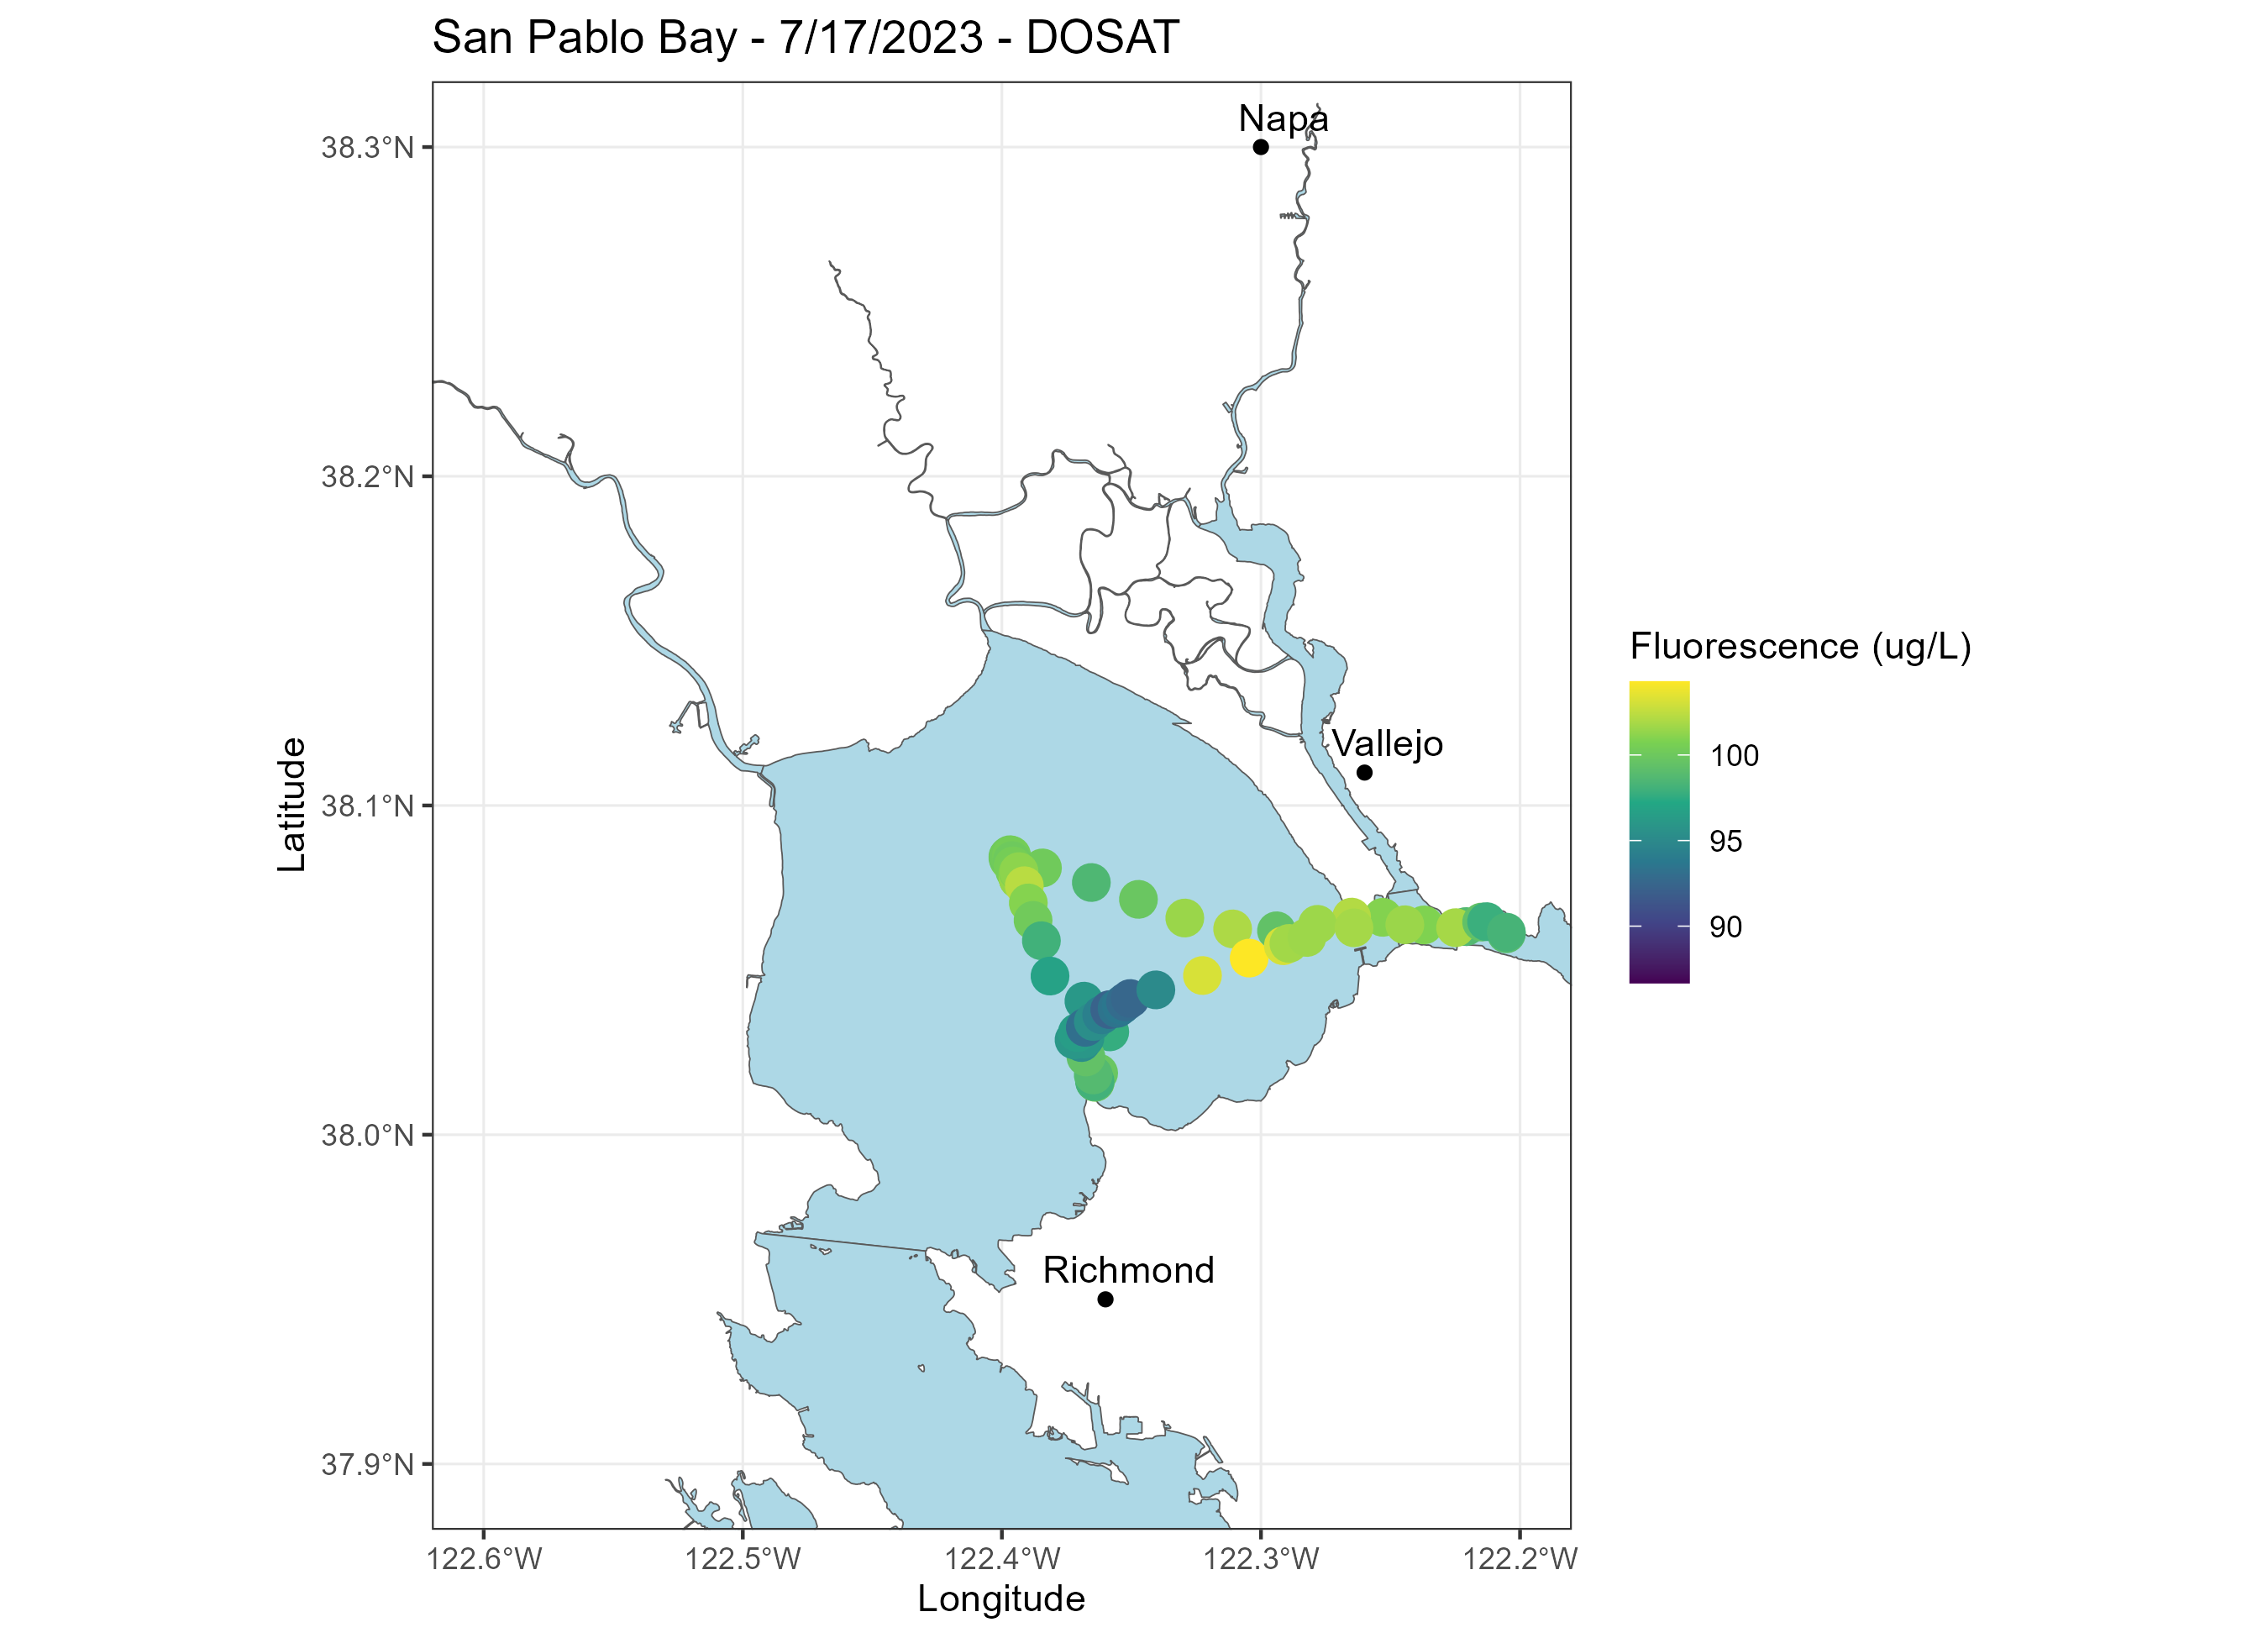 San Pablo Bay - 7/17/2023 - DOSAT
Napa
38.3°N
38.2°N
Fluorescence (ug/L)
Vallejo
100
38.1°N
95
Latitude
90
38.0°N
Richmond
37.9°N
122.6°W 122.5°W 122.4°W 122.3°W 122.2°W
Longitude